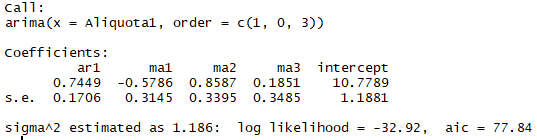 Call:
arima(x = Aliquota1, order = c(1, 0, 3))
Coefficients:
ar1 ma1 ma2 ma3 intercept
0.7449 -0.5786 0.8587 0.1851 10.7789
s.e. 0.1706 0.3145 0.3395 0.3485 1.1881
sigma^2 estimated as 1.186: log likelihood = -32.92, aic = 77.84